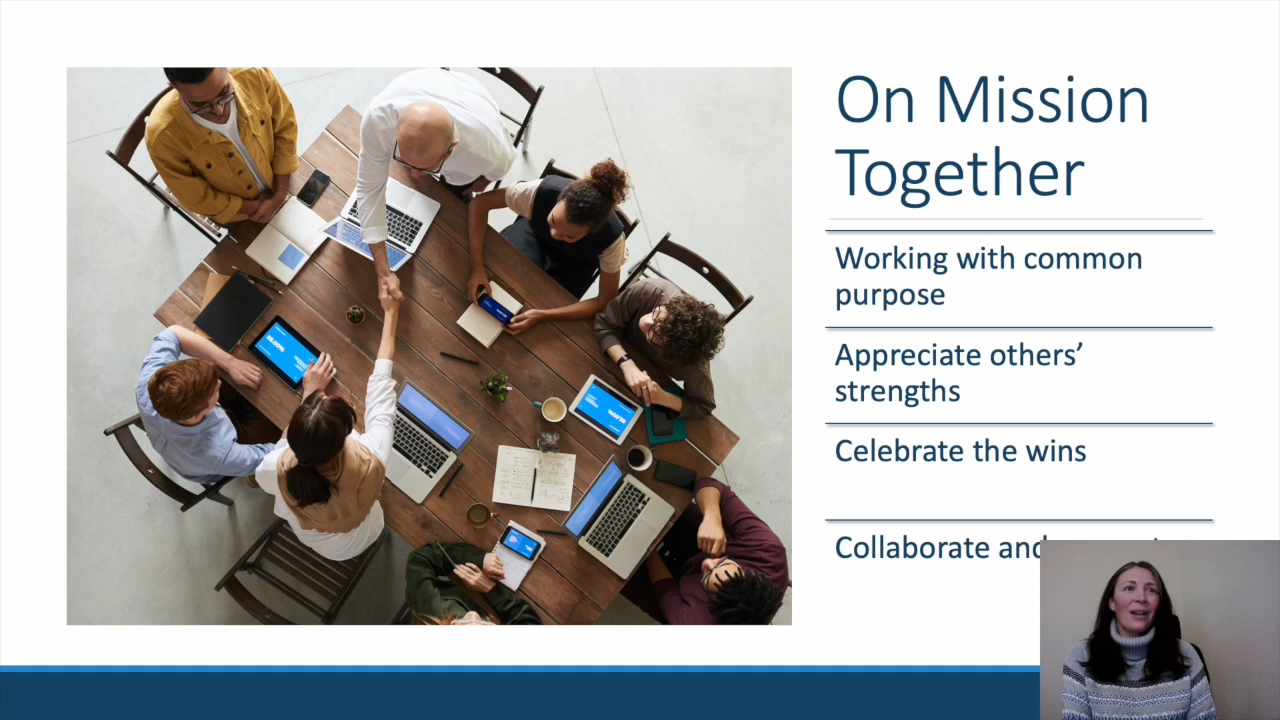 On Mission
Together
Working with common
purpose
Appreciate others’
strengths
Celebrate the wins
Collaborate and